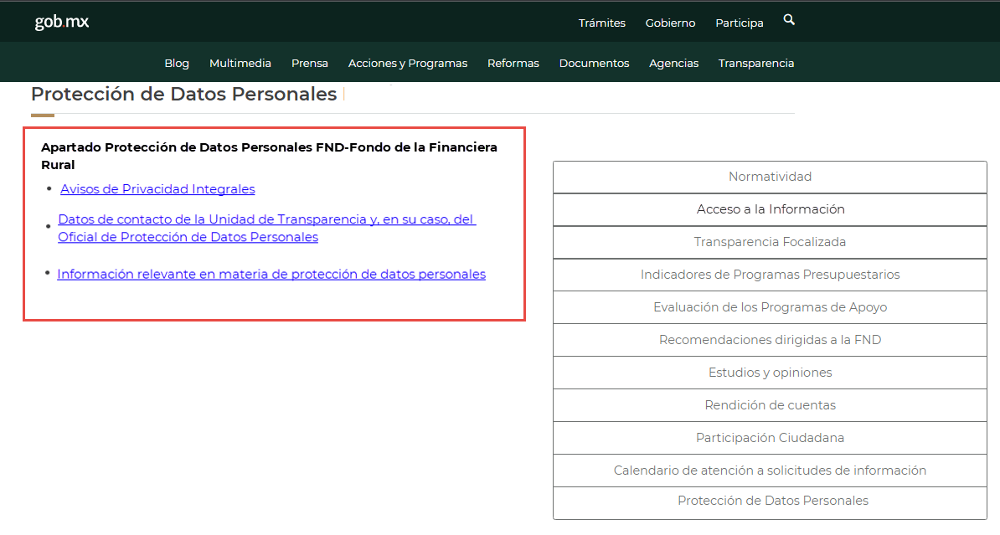 gob.mx
Trámites Gobierno Participa
Blog Multimedia Prensa Acciones y Programas Reformas Documentos Agencias Transparencia
Protección de Datos Personales
Apartado Protección de Datos Personales FND-Fondo de la Financiera
Rural
• Avisos de Privacidad Integrales
• Datos de contacto de la Unidad de Transparencia y, en su caso, del
Oficial de Protección de Datos Personales
• Información relevante en materia de protección de datos personales
Normatividad
Acceso a la Información
Transparencia Focalizada
Indicadores de Programas Presupuestarios
Evaluación de los Programas de Apoyo
Recomendaciones dirigidas a la FND
Estudios y opiniones
Rendición de cuentas
Participación Ciudadana
Calendario de atención a solicitudes de información
Protección de Datos Personales